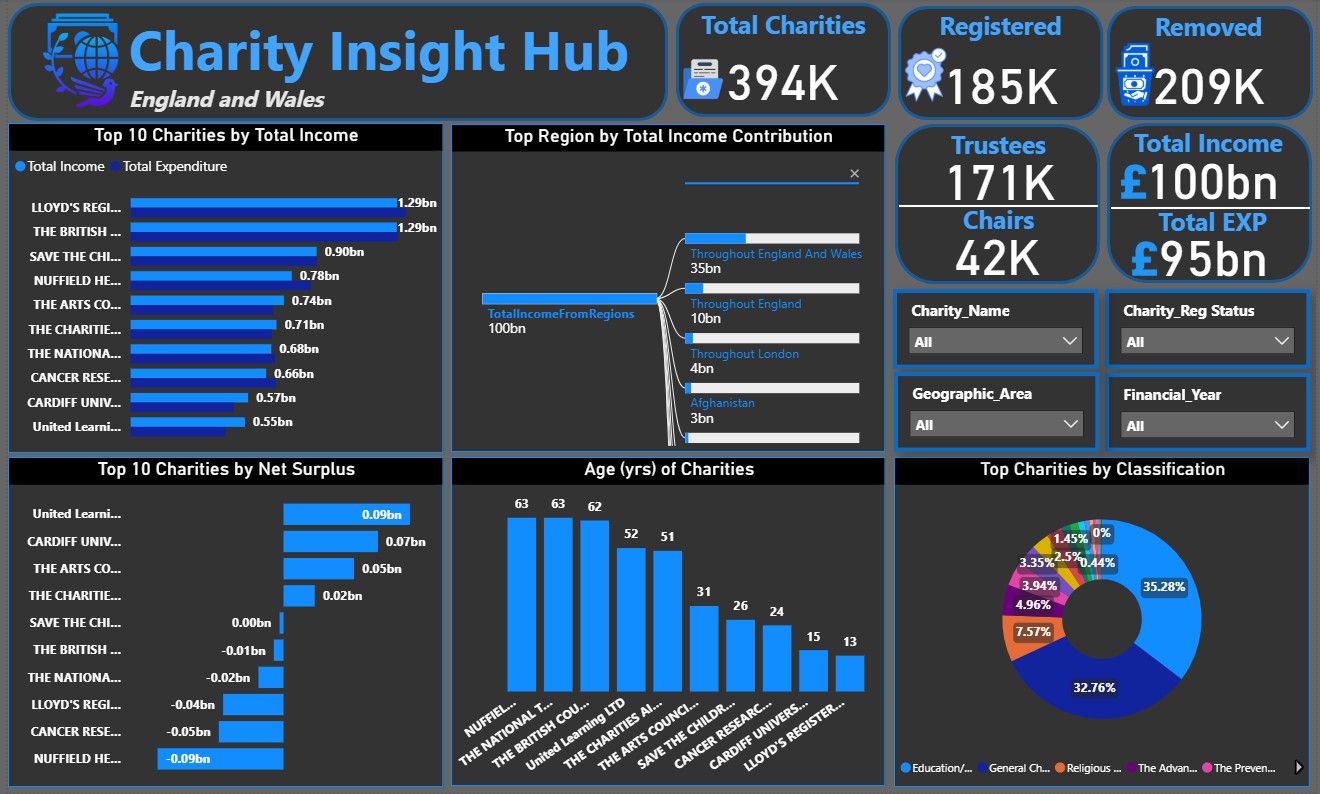 Charity Insight Hub
England and Wales
Total Charities
394K
Registered
185K
Removed
209K
Trustees
171K
Chairs
42K
Total Income
£100bn
Total EXP
£95bn
Charity_Name
All
Charity_Reg Status
All
Geographic_Area
All
Financial_Year
All
Top 10 Charities by Total Income
Total Income Total Expenditure
LLOYD'S REGI... 1.29bn
THE BRITISH ... 1.29bn
SAVE THE CHI... 0.90bn
NUFFIELD HE... 0.78bn
THE ARTS CO... 0.74bn
THE CHARITIE... 0.71bn
THE NATIONA... 0.68bn
CANCER RESE... 0.66bn
CARDIFF UNIV... 0.57bn
United Learni... 0.55bn
Top Region by Total Income Contribution
TotalIncomeFromRegions
100bn
Throughout England And Wales
35bn
Throughout England
10bn
Throughout London
4bn
Afghanistan
3bn
Top 10 Charities by Net Surplus
United Learni... 0.09bn
CARDIFF UNIV... 0.07bn
THE ARTS CO... 0.05bn
THE CHARITIE... 0.02bn
SAVE THE CHI... 0.00bn
THE BRITISH ... -0.01bn
THE NATIONA... -0.02bn
LLOYD'S REGI... -0.04bn
CANCER RESE... -0.05bn
NUFFIELD HE... -0.09bn
Age (yrs) of Charities
63 63 62 52 51 31 26 24 15 13
NUFFIEL...
THE NATIONAL T...
THE BRITISH COU...
United Learning LTD
THE CHARITIES AI...
THE ARTS COUNCI...
SAVE THE CHILDR...
CANCER RESEARC...
CARDIFF UNIVERS...
LLOYD'S REGISTER...
Top Charities by Classification
35.28%
32.76%
7.57%
4.96%
3.94%
3.35%
2.5%
1.45%
0.44%
0%
Education/... General Ch... Religious ... The Advan... The Preven...